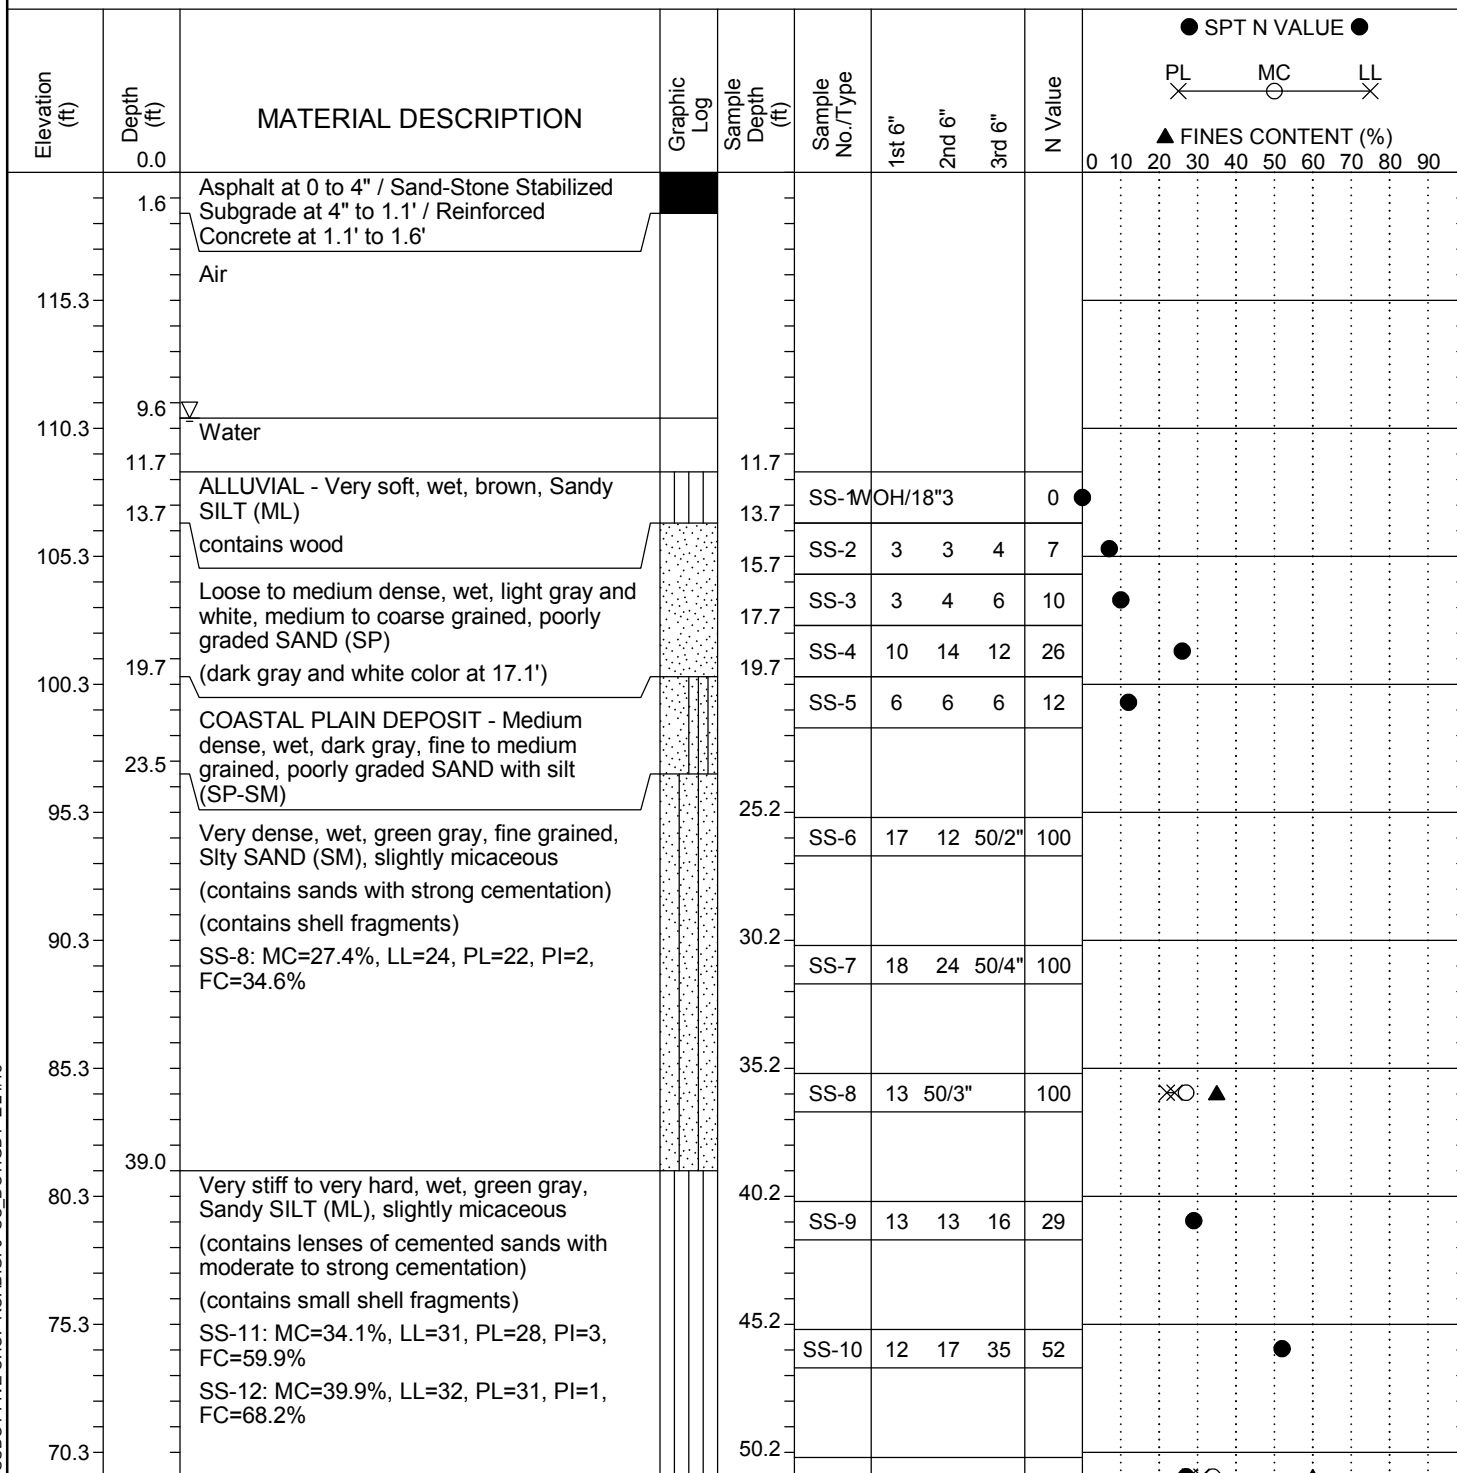 ● SPT N VALUE ●
PL MC LL
▲ FINES CONTENT (%)
0 10 20 30 40 50 60 70 80 90
Elevation (ft)
Depth (ft)
0.0
MATERIAL DESCRIPTION
Graphic Log
Sample Depth (ft)
Sample No./Type
1st 6"
2nd 6"
3rd 6"
N Value
Asphalt at 0 to 4" / Sand-Stone Stabilized
1.6
Subgrade at 4" to 1.1' / Reinforced
Concrete at 1.1' to 1.6'
Air
115.3
9.6
110.3
Water
11.7 11.7
ALLUVIAL - Very soft, wet, brown, Sandy
SILT (ML)
13.7 13.7
SS-1 WOH/18"3 0
contains wood
105.3
15.7
SS-2 3 3 4 7
Loose to medium dense, wet, light gray and
white, medium to coarse grained, poorly
graded SAND (SP)
17.7
SS-3 3 4 6 10
(dark gray and white color at 17.1')
19.7 19.7
SS-4 10 14 12 26
100.3
SS-5 6 6 6 12
COASTAL PLAIN DEPOSIT - Medium
dense, wet, dark gray, fine to medium
grained, poorly graded SAND with silt
(SP-SM)
23.5
95.3
25.2
Very dense, wet, green gray, fine grained,
Slty SAND (SM), slightly micaceous
SS-6 17 12 50/2" 100
(contains sands with strong cementation)
(contains shell fragments)
90.3
30.2
SS-8: MC=27.4%, LL=24, PL=22, PI=2,
FC=34.6%
SS-7 18 24 50/4" 100
85.3
35.2
SS-8 13 50/3" 100
39.0
80.3
40.2
Very stiff to very hard, wet, green gray,
Sandy SILT (ML), slightly micaceous
SS-9 13 13 16 29
(contains lenses of cemented sands with
moderate to strong cementation)
(contains small shell fragments)
75.3
45.2
SS-11: MC=34.1%, LL=31, PL=28, PI=3,
FC=59.9%
SS-10 12 17 35 52
SS-12: MC=39.9%, LL=32, PL=31, PI=1,
FC=68.2%
70.3
50.2